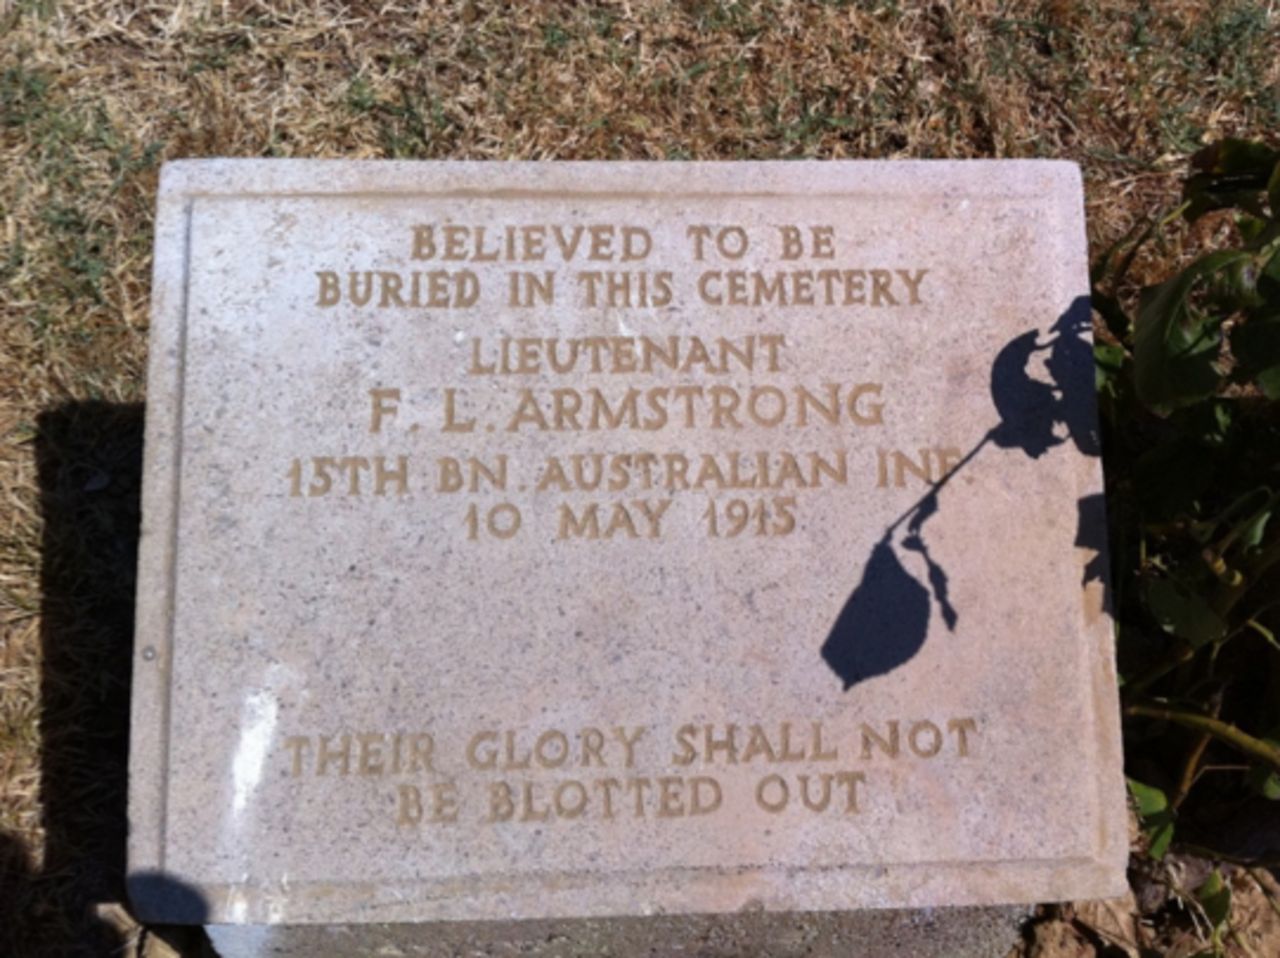 BELIEVED TO BE
BURIED IN THIS CEMETERY
LIEUTENANT
F. L. ARMSTRONG
15TH BN. AUSTRALIAN INF.
10 MAY 1915
THEIR GLORY SHALL NOT
BE BLOTTED OUT